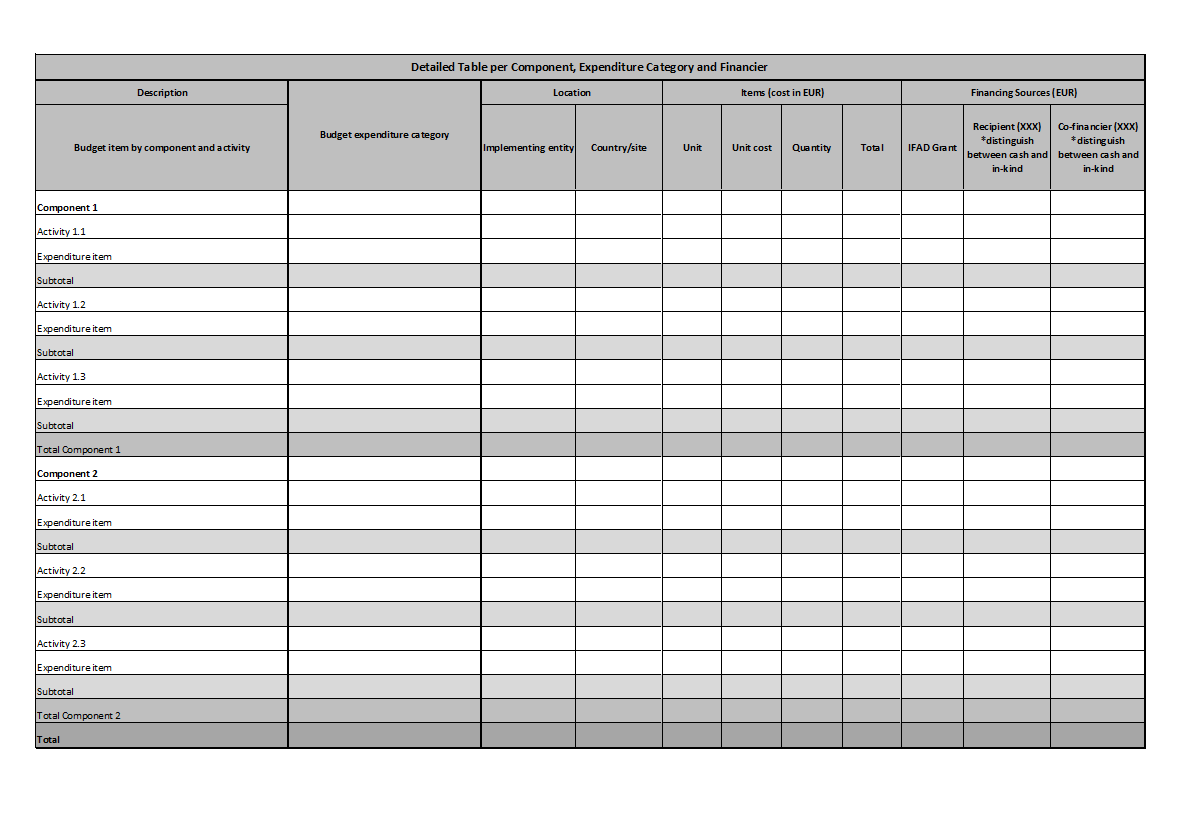 Detailed Table per Component, Expenditure Category and Financier
Description
Location
Items (cost in EUR)
Financing Sources (EUR)
Budget item by component and activity
Budget expenditure category
Implementing entity
Country/site
Unit
Unit cost
Quantity
Total
IFAD Grant
Recipient (XXX)
*distinguish
between cash and
in-kind
Co-financier (XXX)
*distinguish
between cash and
in-kind
Component 1
Activity 1.1
Expenditure item
Subtotal
Activity 1.2
Expenditure item
Subtotal
Activity 1.3
Expenditure item
Subtotal
Total Component 1
Component 2
Activity 2.1
Expenditure item
Subtotal
Activity 2.2
Expenditure item
Subtotal
Activity 2.3
Expenditure item
Subtotal
Total Component 2
Total